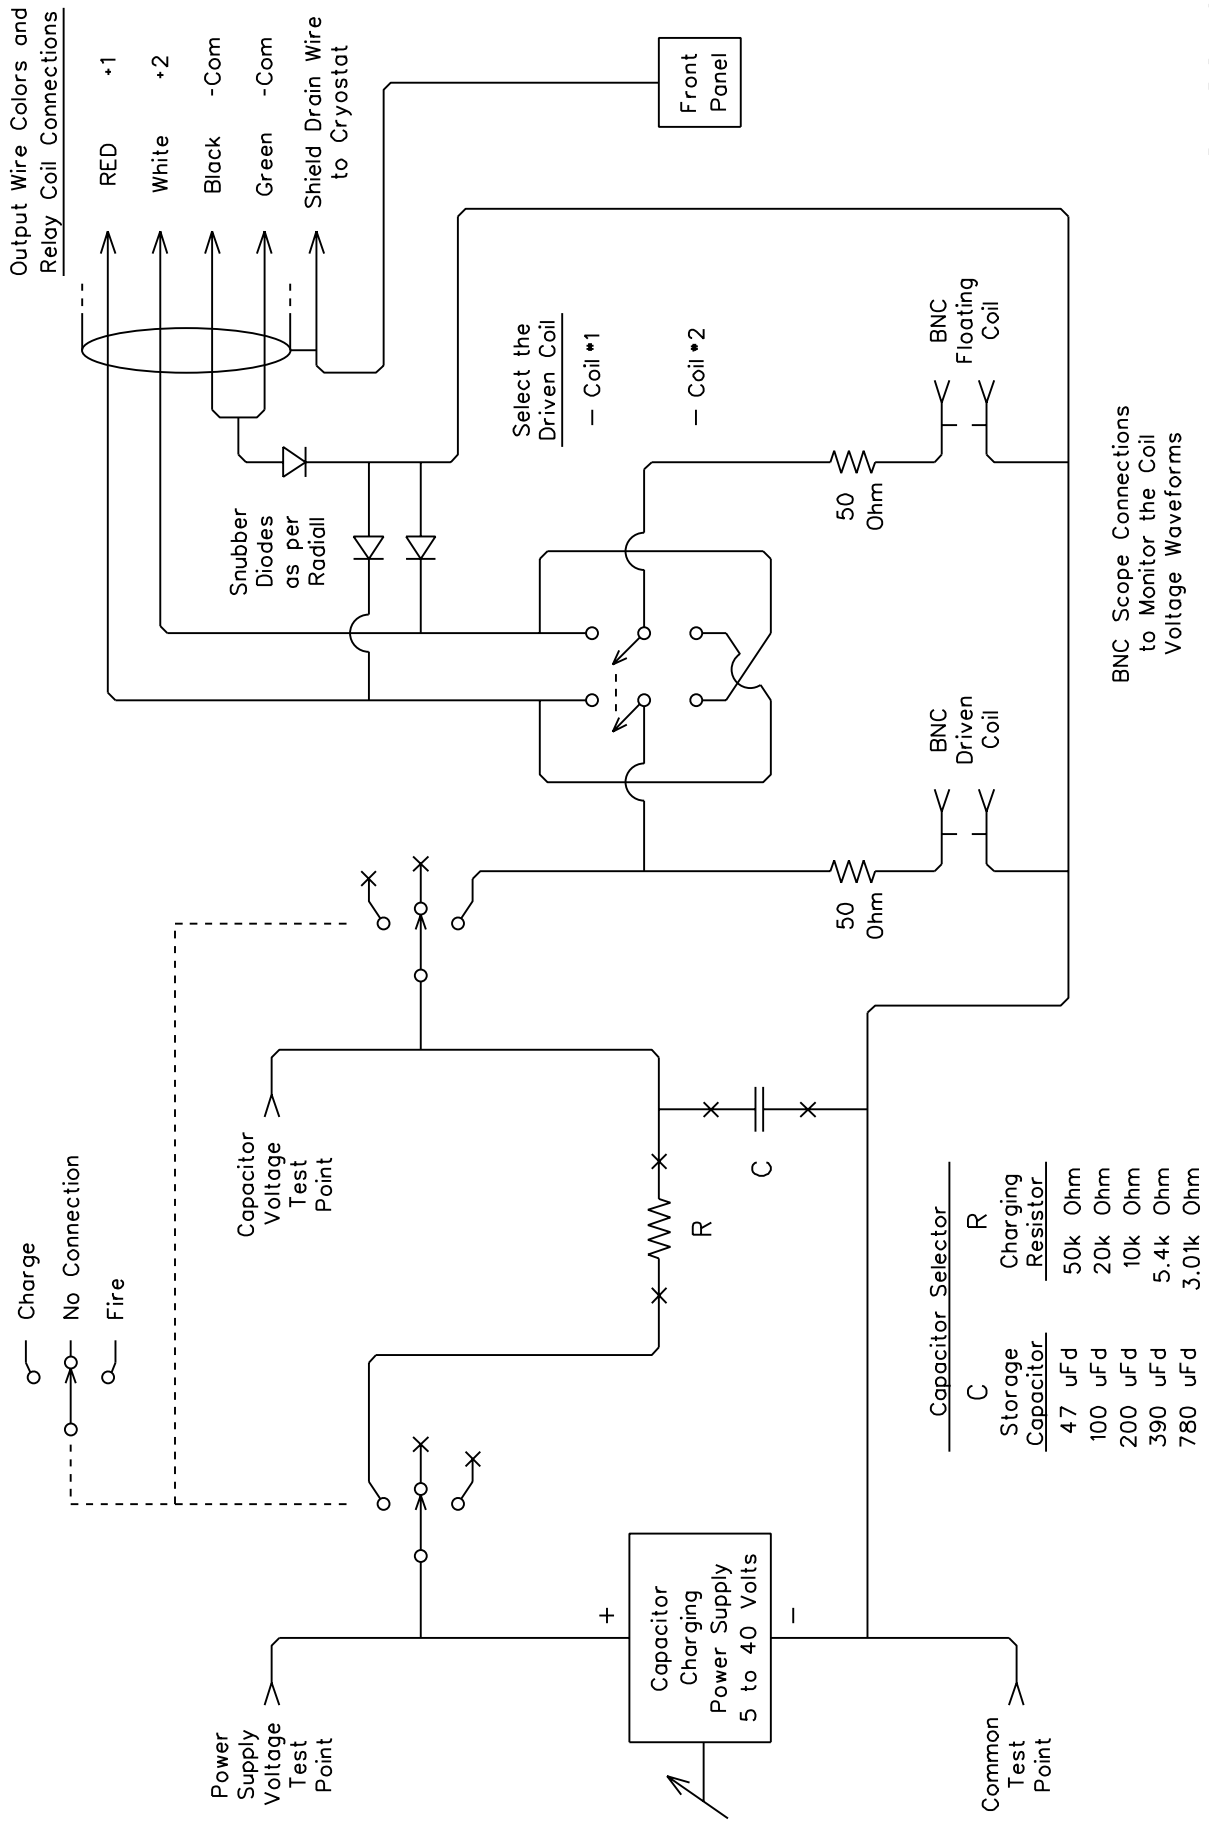 Output Wire Colors and
Relay Coil Connections
RED +1
White +2
Black -Com
Green -Com
Shield Drain Wire
to Cryostat
Front
Panel
Snubber
Diodes
as per
Radiall
Select the
Driven Coil
— Coil #1
— Coil #2
Charge
No Connection
Fire
Capacitor
Voltage
Test
Point
Power
Supply
Voltage
Test
Point
+
Capacitor
Charging
Power Supply
5 to 40 Volts
—
Common
Test
Point
R
C
50
Ohm
BNC
Driven
Coil
50
Ohm
BNC
Floating
Coil
BNC Scope Connections
to Monitor the Coil
Voltage Waveforms
Capacitor Selector
C R
Storage Charging
Capacitor Resistor
47 uFd 50k Ohm
100 uFd 20k Ohm
200 uFd 10k Ohm
390 uFd 5.4k Ohm
780 uFd 3.01k Ohm